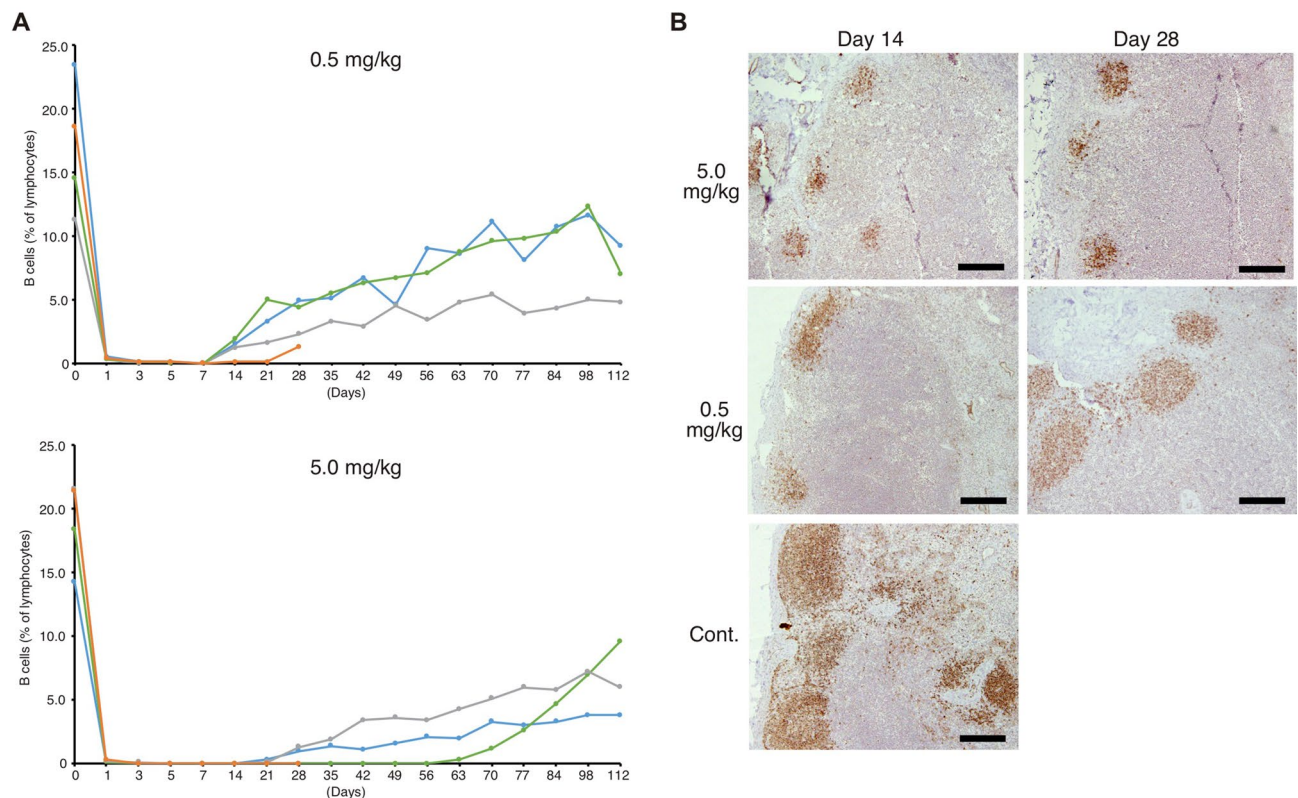 A
0.5 mg/kg
B cells (% of lymphocytes)
25.0
20.0
15.0
10.0
5.0
0
0 1 3 5 7 14 21 28 35 42 49 56 63 70 77 84 98 112
(Days)
5.0 mg/kg
B cells (% of lymphocytes)
25.0
20.0
15.0
10.0
5.0
0
0 1 3 5 7 14 21 28 35 42 49 56 63 70 77 84 98 112
(Days)
B
Day 14 Day 28
5.0
mg/kg
0.5
mg/kg
Cont.